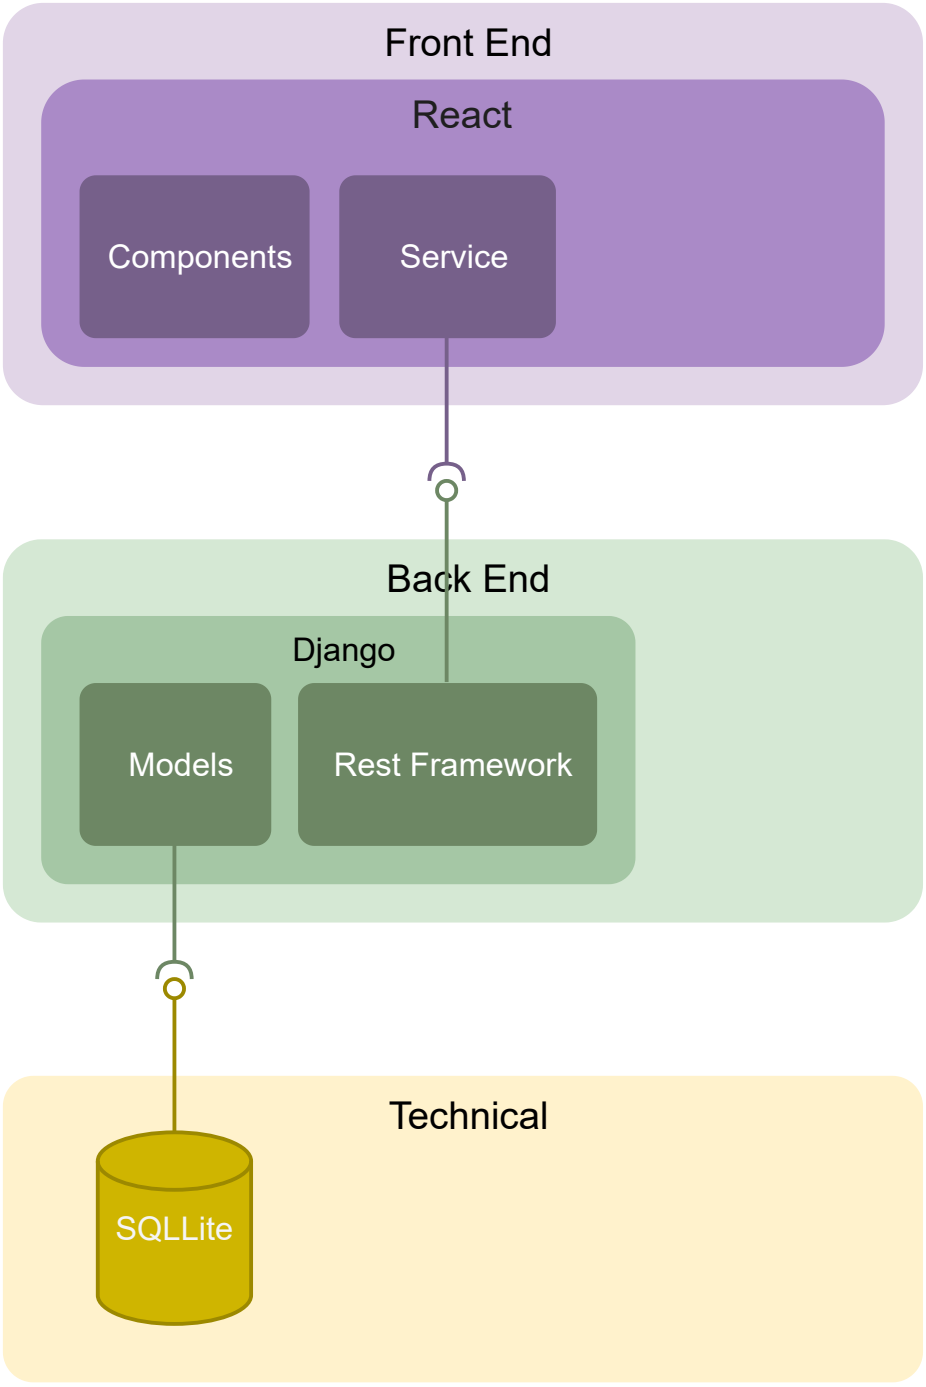 Front End
React
Components
Service
Back End
Django
Models
Rest Framework
Technical
SQLLite